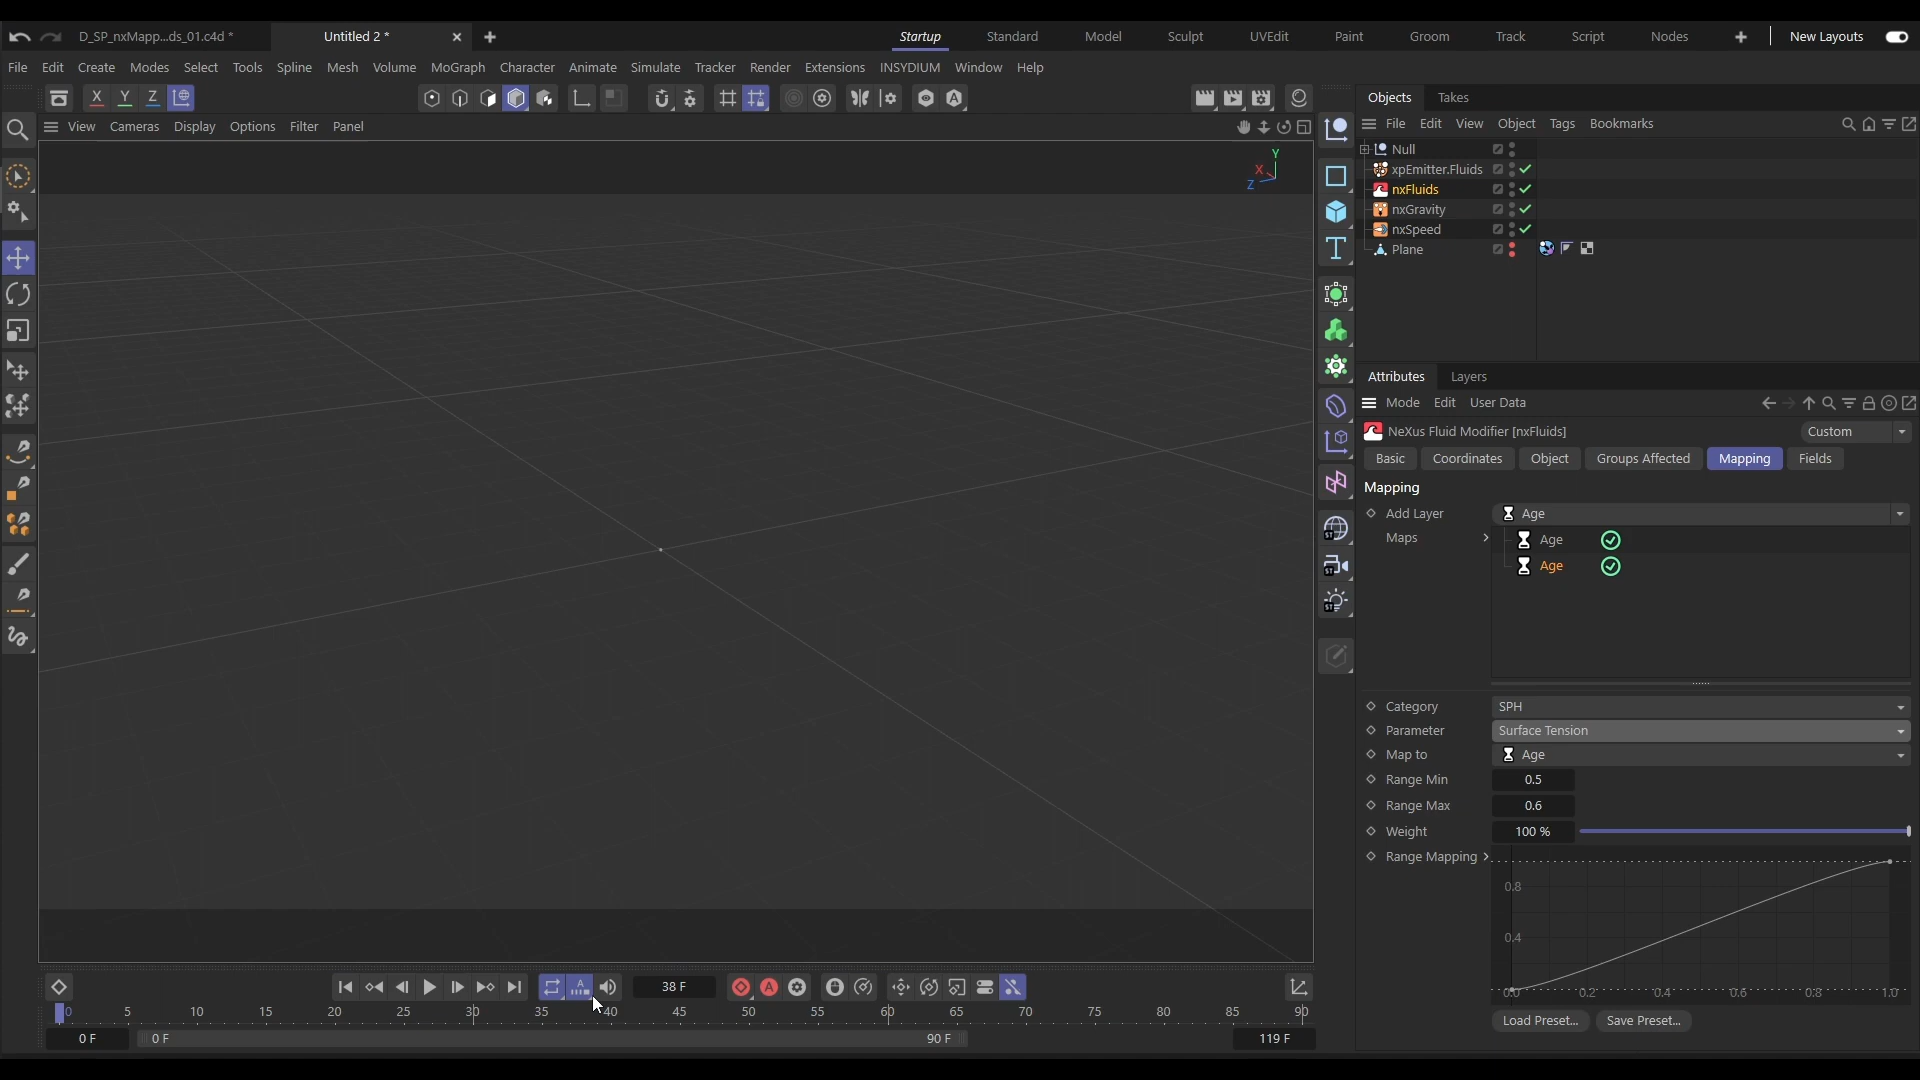 D_SP_nxMapp...ds_01.c4d *
Untitled 2 *
Startup Standard Model Sculpt UVEdit Paint Groom Track Script Nodes New Layouts
File Edit Create Modes Select Tools Spline Mesh Volume MoGraph Character Animate Simulate Tracker Render Extensions INSYDIUM Window Help
X Y Z
Objects Takes
View Cameras Display Options Filter Panel
File Edit View Object Tags Bookmarks
Y
X
Z
Null
xpEmitter.Fluids
nxFluids
nxGravity
nxSpeed
Plane
Attributes Layers
Mode Edit User Data
NeXus Fluid Modifier [nxFluids] Custom
Basic Coordinates Object Groups Affected Mapping Fields
Mapping
Add Layer Age
Maps Age
Age
Category SPH
Parameter Surface Tension
Map to Age
Range Min 0.5
Range Max 0.6
Weight 100 %
Range Mapping
0.8
0.4
0.0 0.2 0.4 0.6 0.8 1.0
Load Preset... Save Preset...
38 F
0 5 10 15 20 25 30 35 40 45 50 55 60 65 70 75 80 85 90
0 F 0 F 90 F 119 F